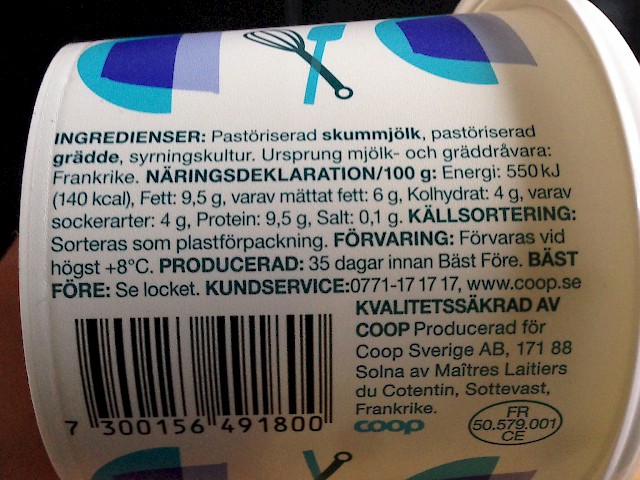 INGREDIENSER: Pastöriserad skummjölk, pastöriserad
grädde, syrningskultur. Ursprung mjölk- och gräddråvara:
Frankrike. NÄRINGSDEKLARATION/100 g: Energi: 550 kJ
(140 kcal), Fett: 9,5 g, varav mättat fett: 6 g, Kolhydrat: 4 g, varav
sockerarter: 4 g, Protein: 9,5 g, Salt: 0,1 g. KÄLLSORTERING:
Sorteras som plastförpackning. FÖRVARING: Förvaras vid
högst +8°C. PRODUCERAD: 35 dagar innan Bäst Före. BÄST
FÖRE: Se locket. KUNDSERVICE:0771-17 17 17, www.coop.se
KVALITETSSÄKRAD AV
COOP Producerad för
Coop Sverige AB, 171 88
Solna av Maîtres Laitiers
du Cotentin, Sottevast,
Frankrike.
coop
FR
50.579.001
CE
7 300156 491800